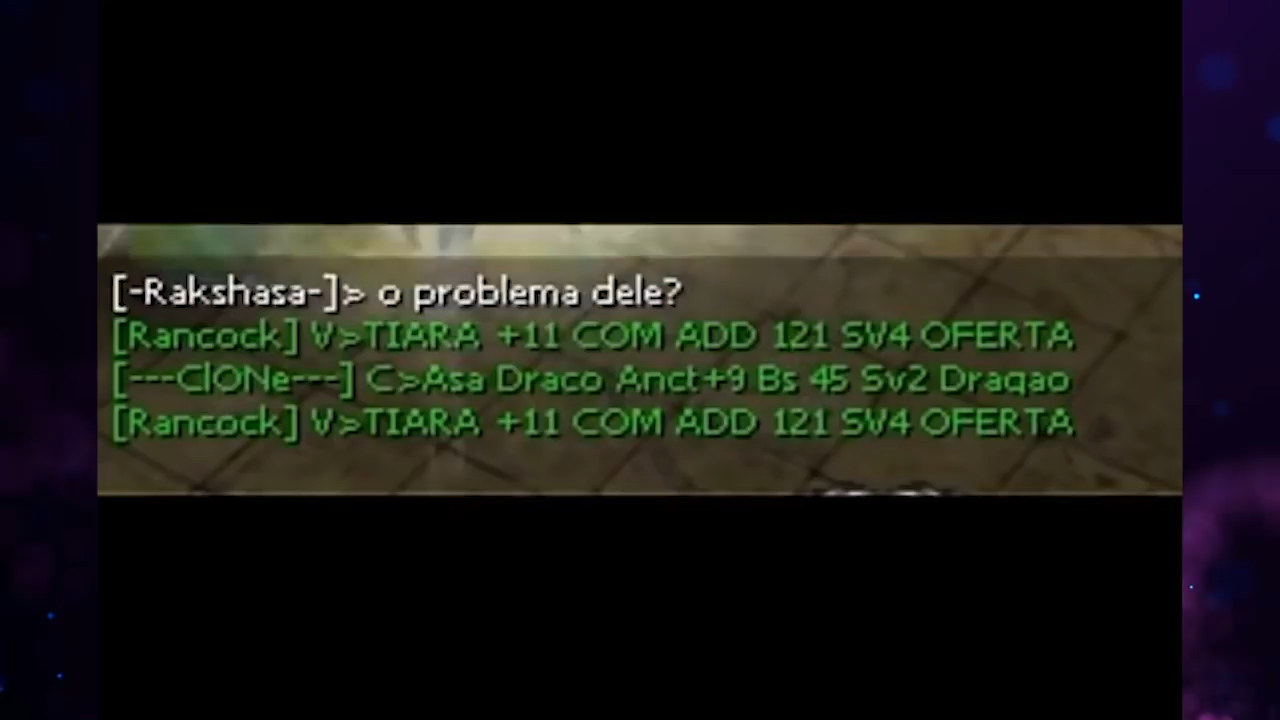 [-Rakshasa-]> o problema dele?
[Rancock] V>TIARA +11 COM ADD 121 SV4 OFERTA
[---ClONe---] C>Asa Draco Anct+9 Bs 45 Sv2 Dragao
[Rancock] V>TIARA +11 COM ADD 121 SV4 OFERTA